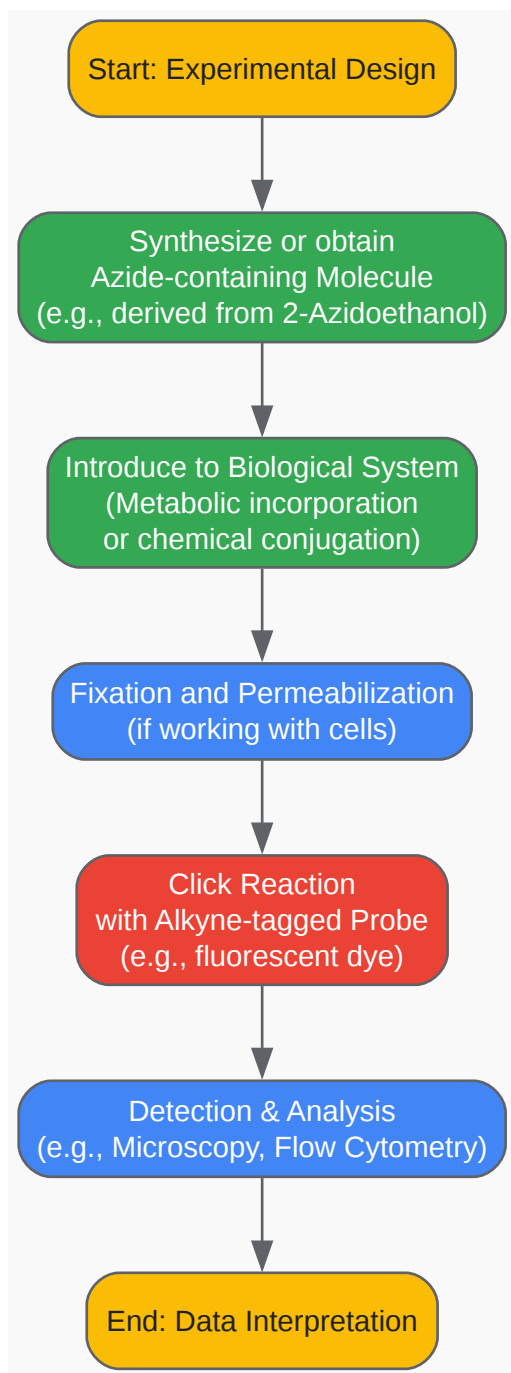 Start: Experimental Design
Synthesize or obtain
Azide-containing Molecule
(e.g., derived from 2-Azidoethanol)
Introduce to Biological System
(Metabolic incorporation
or chemical conjugation)
Fixation and Permeabilization
(if working with cells)
Click Reaction
with Alkyne-tagged Probe
(e.g., fluorescent dye)
Detection & Analysis
(e.g., Microscopy, Flow Cytometry)
End: Data Interpretation